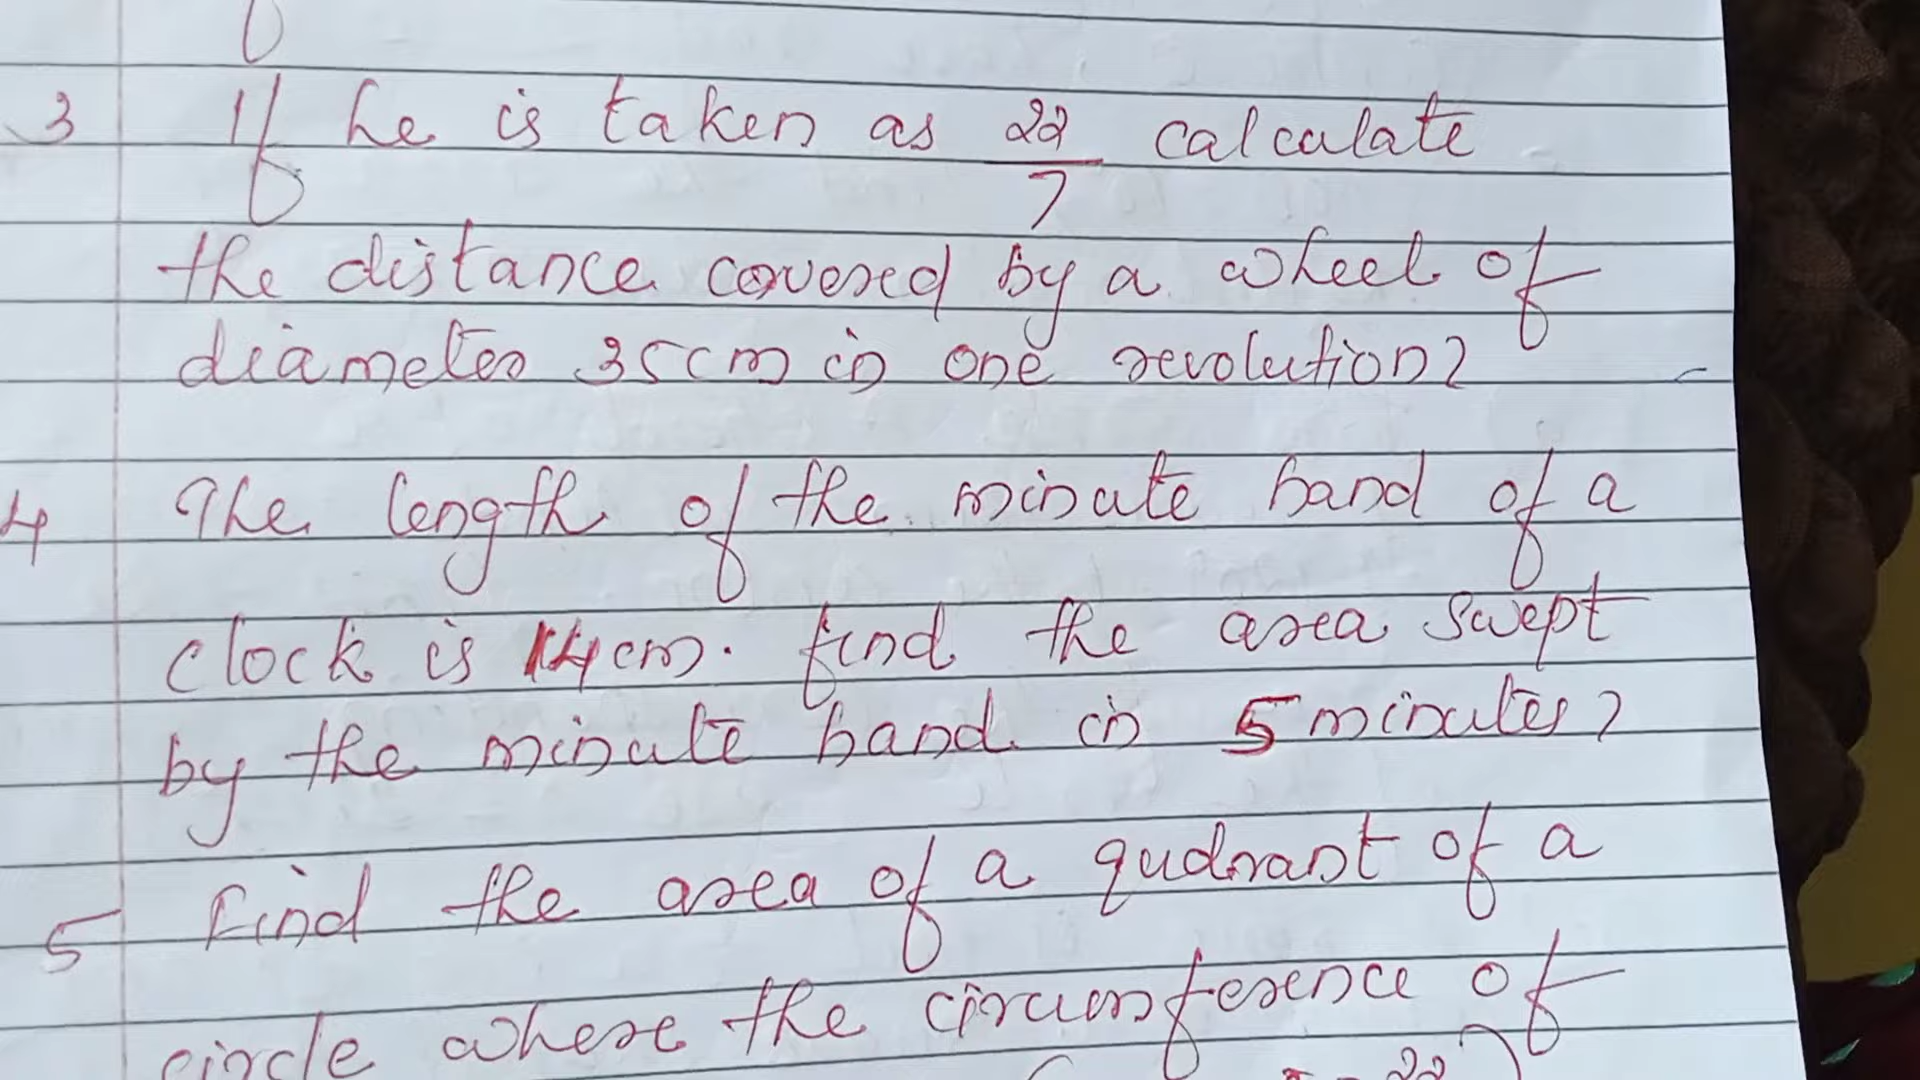 3 If he is taken as 22/7 calculate
the distance covered by a wheel of
diameter 35cm in one revolution?
4 The length of the minute hand of a
clock is 14cm. find the area swept
by the minute hand in 5 minutes?
5 Find the area of a qudrant of a
circle where the circumference of
22